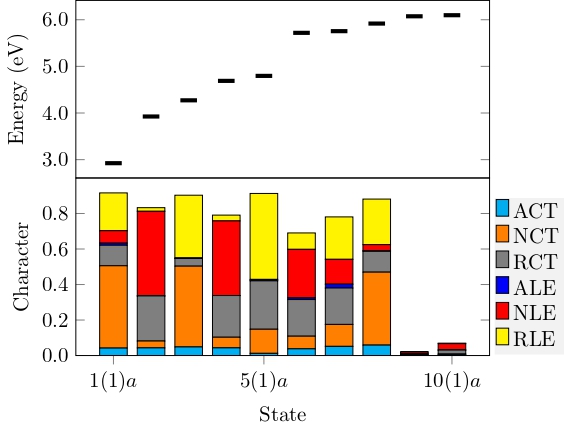 Energy (eV)
6.0
5.0
4.0
3.0
Character
0.8
0.6
0.4
0.2
0.0
1(1)a
5(1)a
10(1)a
State
ACT
NCT
RCT
ALE
NLE
RLE